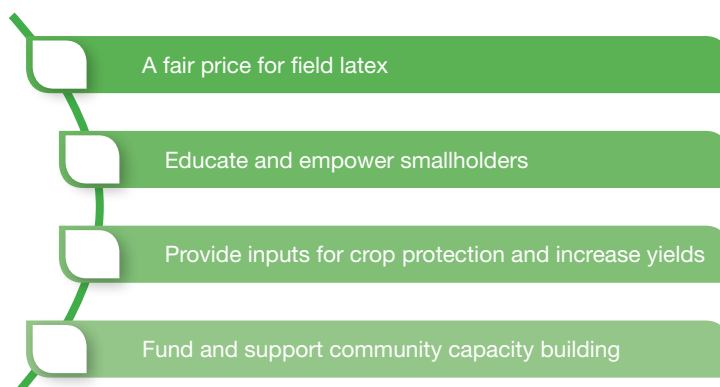 A fair price for field latex
Educate and empower smallholders
Provide inputs for crop protection and increase yields
Fund and support community capacity building